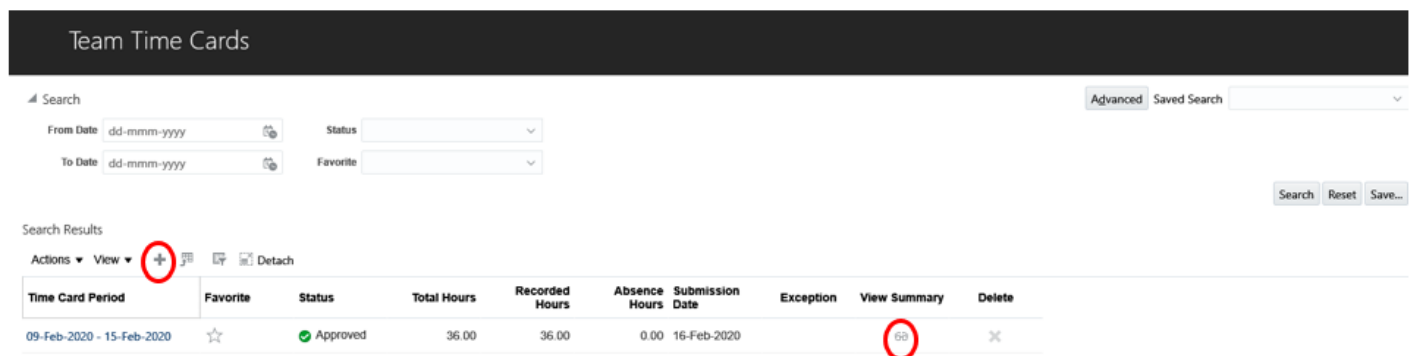 Team Time Cards
Search
Advanced Saved Search
From Date dd-mmm-yyyy Status
To Date dd-mmm-yyyy Favorite
Search Reset Save...
Search Results
Actions View Detach
Time Card Period Favorite Status Total Hours Recorded Hours Absence Hours Submission Date Exception View Summary Delete
09-Feb-2020 - 15-Feb-2020 Approved 36.00 36.00 0.00 16-Feb-2020